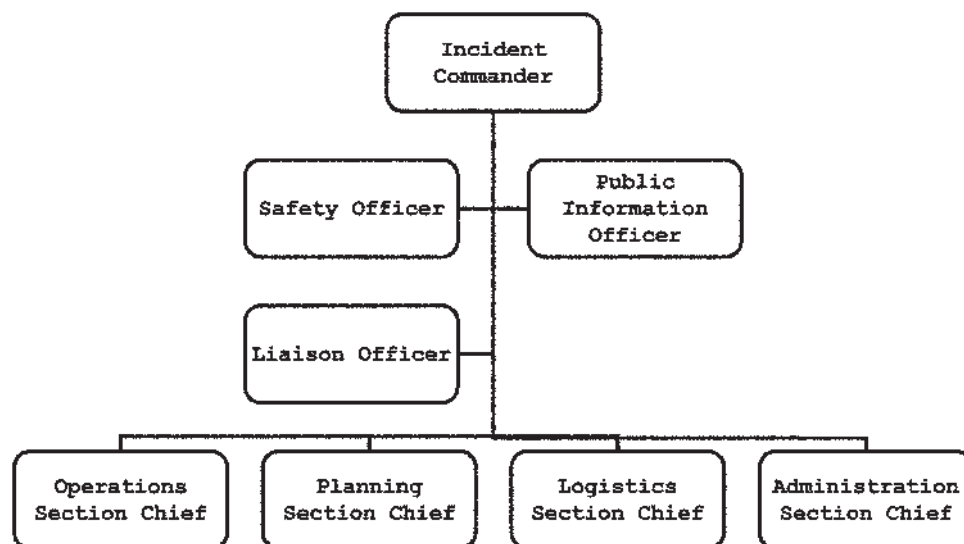 Incident
Commander
Safety Officer
Public
Information
Officer
Liaison Officer
Operations
Section Chief
Planning
Section Chief
Logistics
Section Chief
Administration
Section Chief